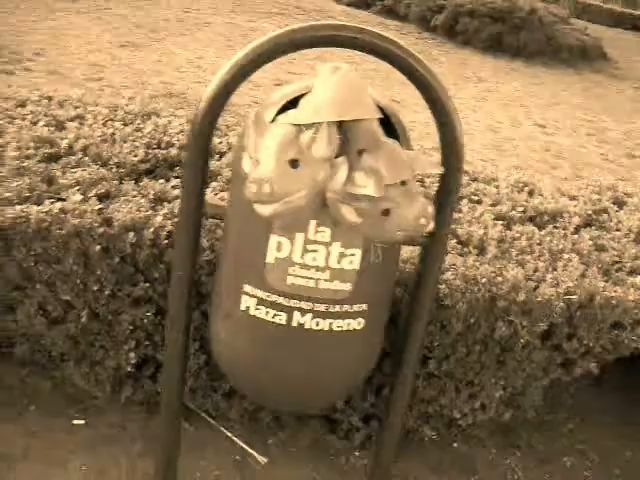 la
plata
ciudad
para todos
MUNICIPALIDAD DE LA PLATA
Plaza Moreno